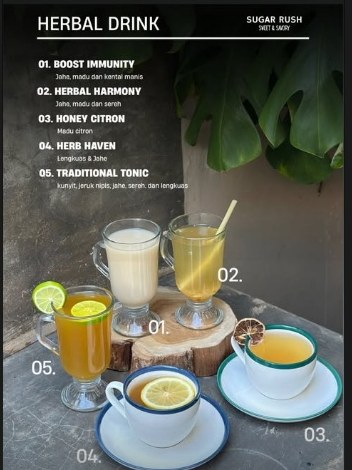 HERBAL DRINK
SUGAR RUSH
SWEET & SAVORY
01. BOOST IMMUNITY
Jahe, madu dan kental manis
02. HERBAL HARMONY
Jahe, madu dan sereh
03. HONEY CITRON
Madu citron
04. HERB HAVEN
Lengkuas & Jahe
05. TRADITIONAL TONIC
kunyit, jeruk nipis, jahe, sereh, dan lengkuas
02.
01.
05.
03.
04.